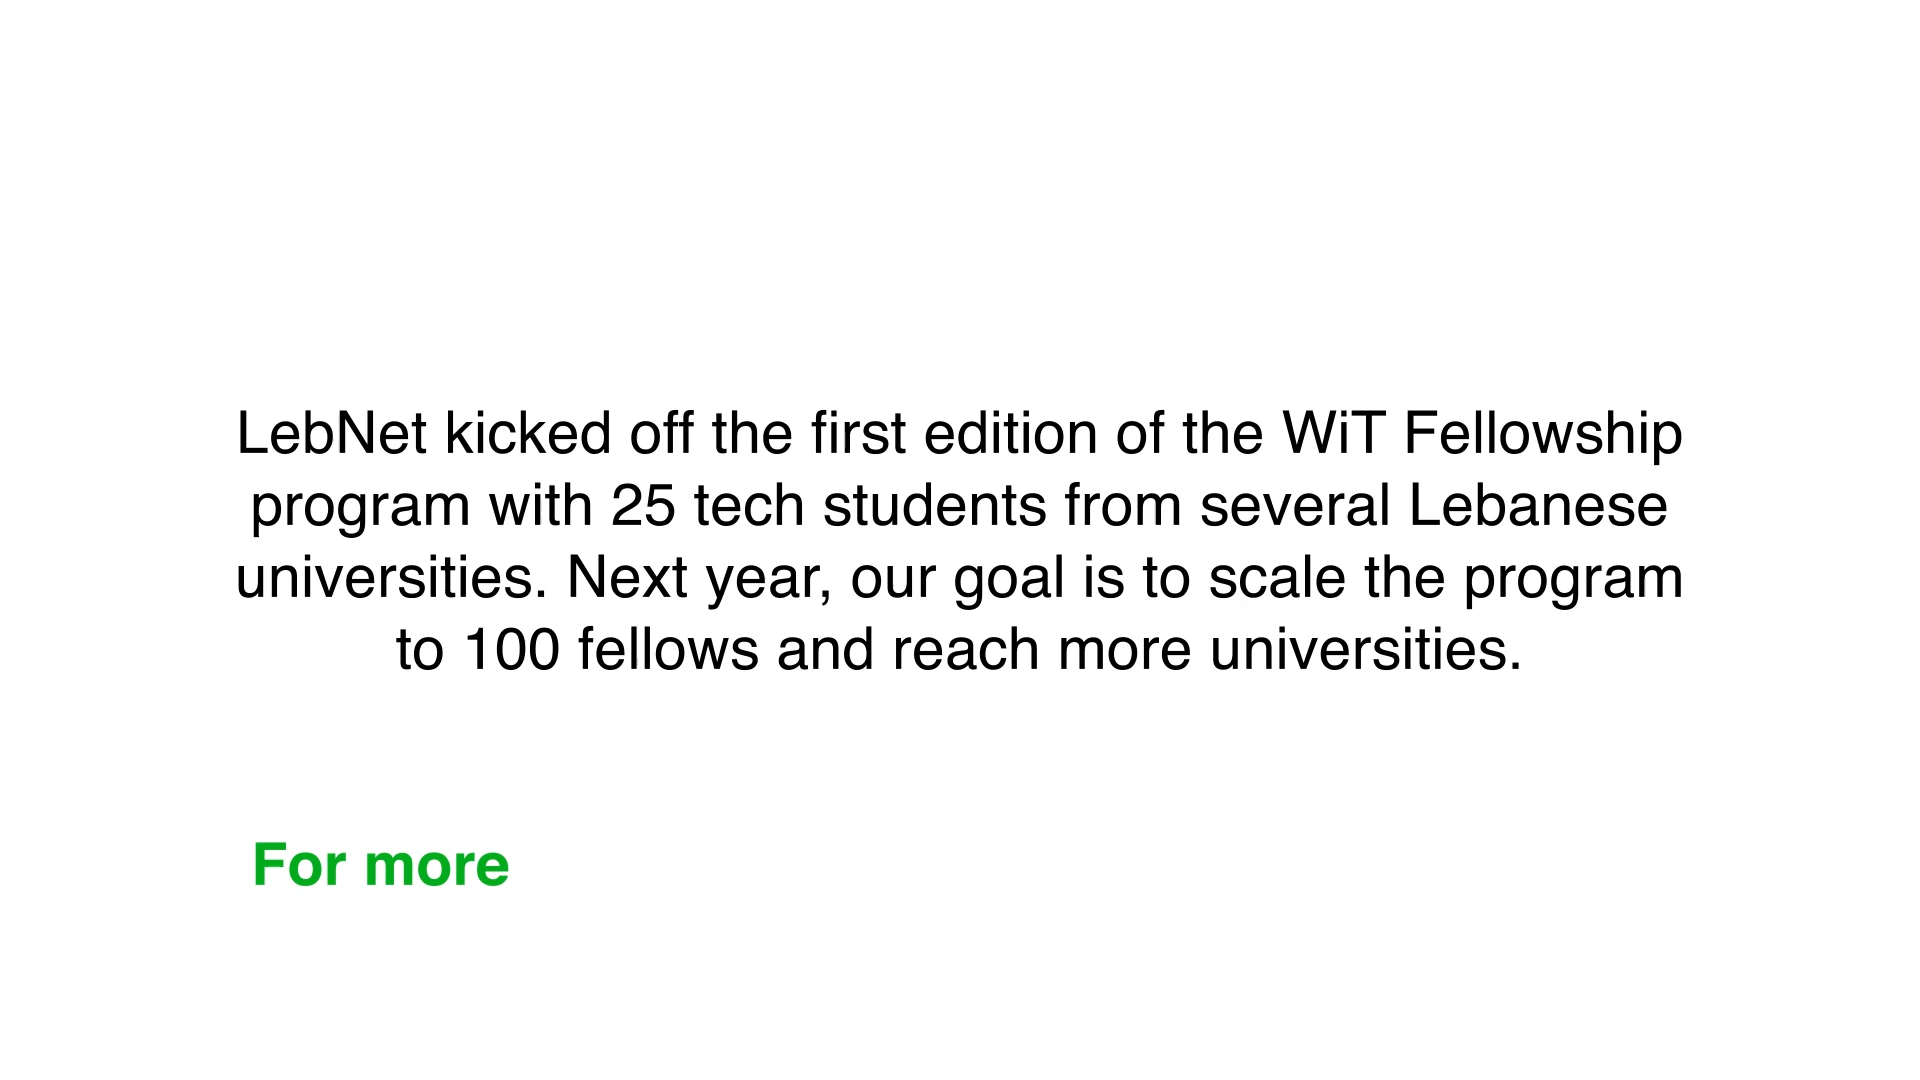 LebNet kicked off the first edition of the WiT Fellowship
program with 25 tech students from several Lebanese
universities. Next year, our goal is to scale the program
to 100 fellows and reach more universities.
For more